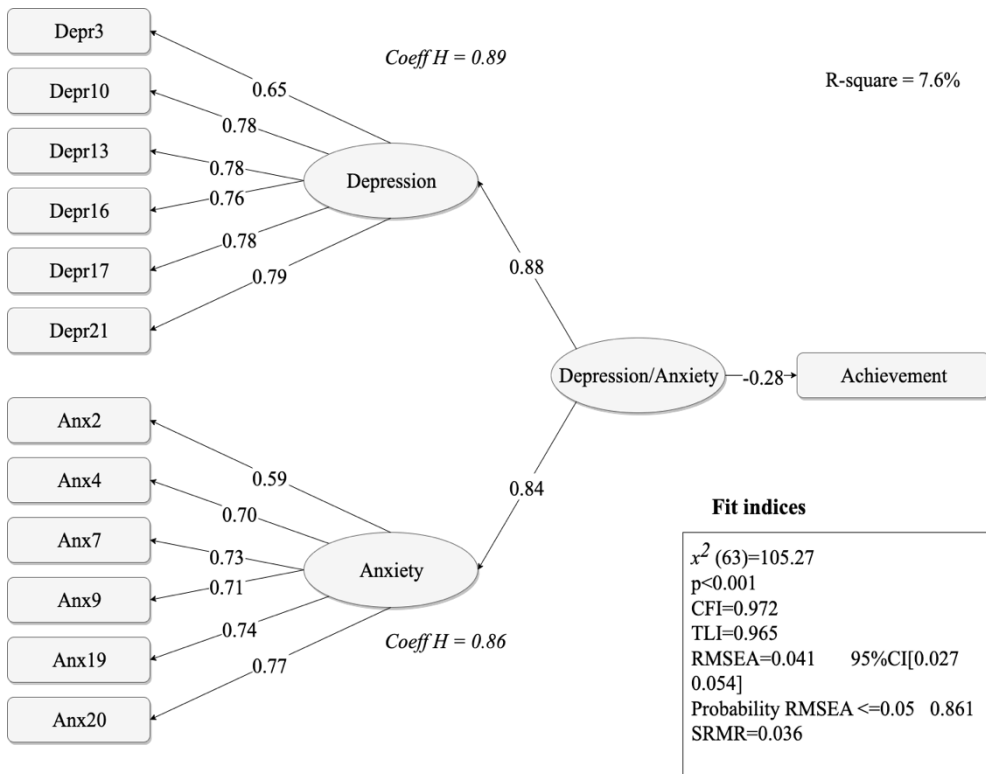 Depr3
Coeff H = 0.89
R-square = 7.6%
0.65
Depr10
0.78
Depr13
0.78
Depression
0.76
Depr16
0.78
Depr17
0.79
Depr21
0.88
Depression/Anxiety
-0.28
Achievement
Anx2
0.59
Anx4
0.70
0.84
Anx7
0.73
Anxiety
0.71
Anx9
0.74
Anx19
Coeff H = 0.86
0.77
Anx20
Fit indices
x² (63)=105.27
p<0.001
CFI=0.972
TLI=0.965
RMSEA=0.041 95%CI[0.027
0.054]
Probability RMSEA <=0.05 0.861
SRMR=0.036